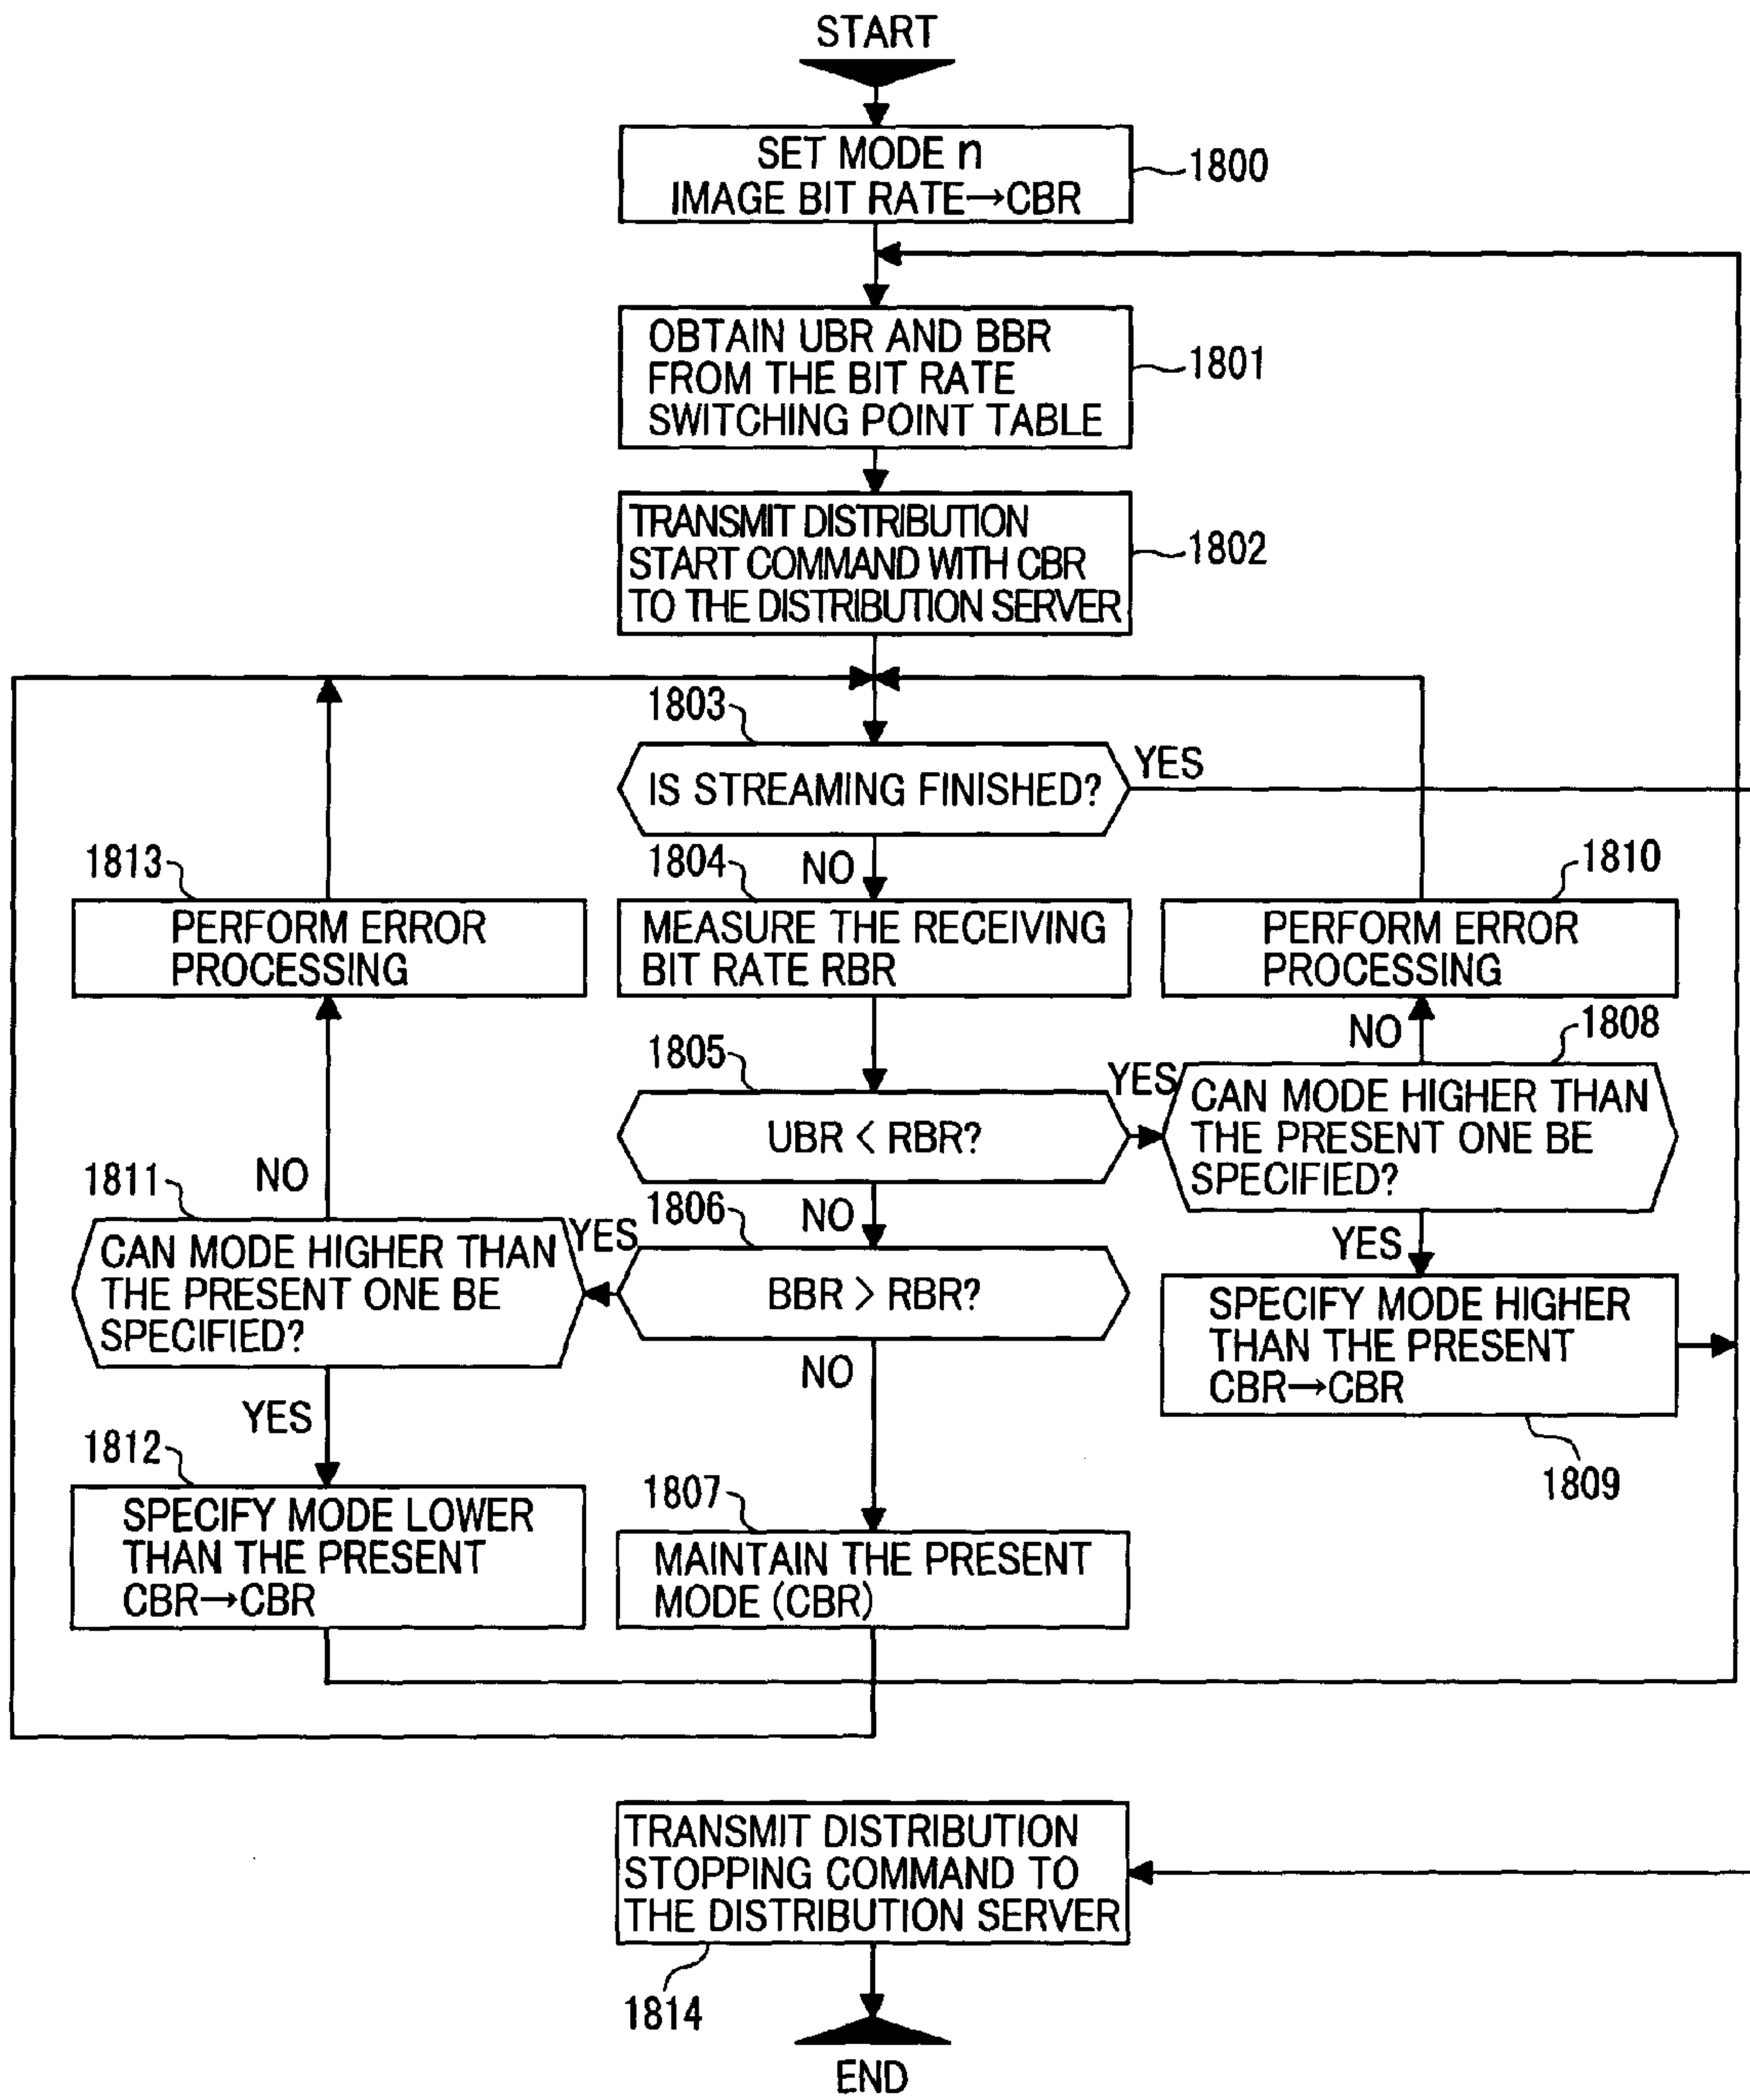 START
SET MODE n
IMAGE BIT RATE→CBR
1800
OBTAIN UBR AND BBR
FROM THE BIT RATE
SWITCHING POINT TABLE
1801
TRANSMIT DISTRIBUTION
START COMMAND WITH CBR
TO THE DISTRIBUTION SERVER
1802
1803
IS STREAMING FINISHED?
YES
NO
1804
MEASURE THE RECEIVING
BIT RATE RBR
1813
PERFORM ERROR
PROCESSING
1810
PERFORM ERROR
PROCESSING
NO
1805
UBR < RBR?
YES
NO
1808
CAN MODE HIGHER THAN
THE PRESENT ONE BE
SPECIFIED?
YES
1811
NO
CAN MODE HIGHER THAN
THE PRESENT ONE BE
SPECIFIED?
YES
1806
BBR > RBR?
YES
NO
SPECIFY MODE HIGHER
THAN THE PRESENT
CBR→CBR
1809
1812
SPECIFY MODE LOWER
THAN THE PRESENT
CBR→CBR
1807
MAINTAIN THE PRESENT
MODE (CBR)
TRANSMIT DISTRIBUTION
STOPPING COMMAND TO
THE DISTRIBUTION SERVER
1814
END